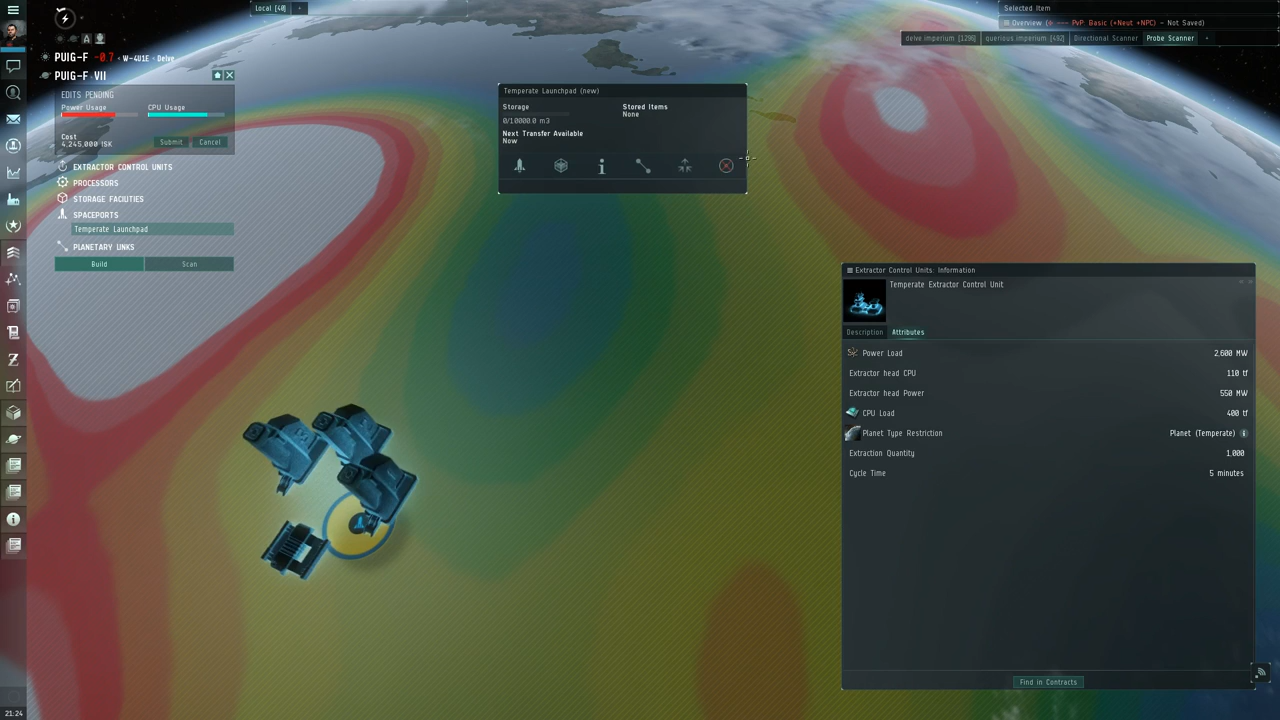 Local [40]
+
Selected Item
Overview (
PvP: Basic (+Neut +NPC) - Not Saved)
delve.imperium [1296]
querious.imperium [492]
Directional Scanner
Probe Scanner
+
A
PUIG-F -0.7 < W-4U1E < Delve
PUIG-F VII
EDITS PENDING
Power Usage
CPU Usage
Cost
4,245,000 ISK
Submit
Cancel
EXTRACTOR CONTROL UNITS
PROCESSORS
STORAGE FACILITIES
SPACEPORTS
Temperate Launchpad
PLANETARY LINKS
Build
Scan
Temperate Launchpad (new)
Storage
0/10000.0 m3
Next Transfer Available
Now
Stored Items
None
Extractor Control Units: Information
Temperate Extractor Control Unit
Description
Attributes
Power Load 2,600 MW
Extractor head CPU 110 tf
Extractor head Power 550 MW
CPU Load 400 tf
Planet Type Restriction Planet (Temperate)
Extraction Quantity 1,000
Cycle Time 5 minutes
Find in Contracts
21:24